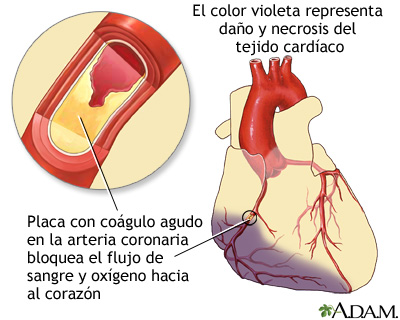 El color violeta representa
daño y necrosis del
tejido cardíaco
Placa con coágulo agudo
en la arteria coronaria
bloquea el flujo de
sangre y oxígeno hacia
al corazón
ADAM.